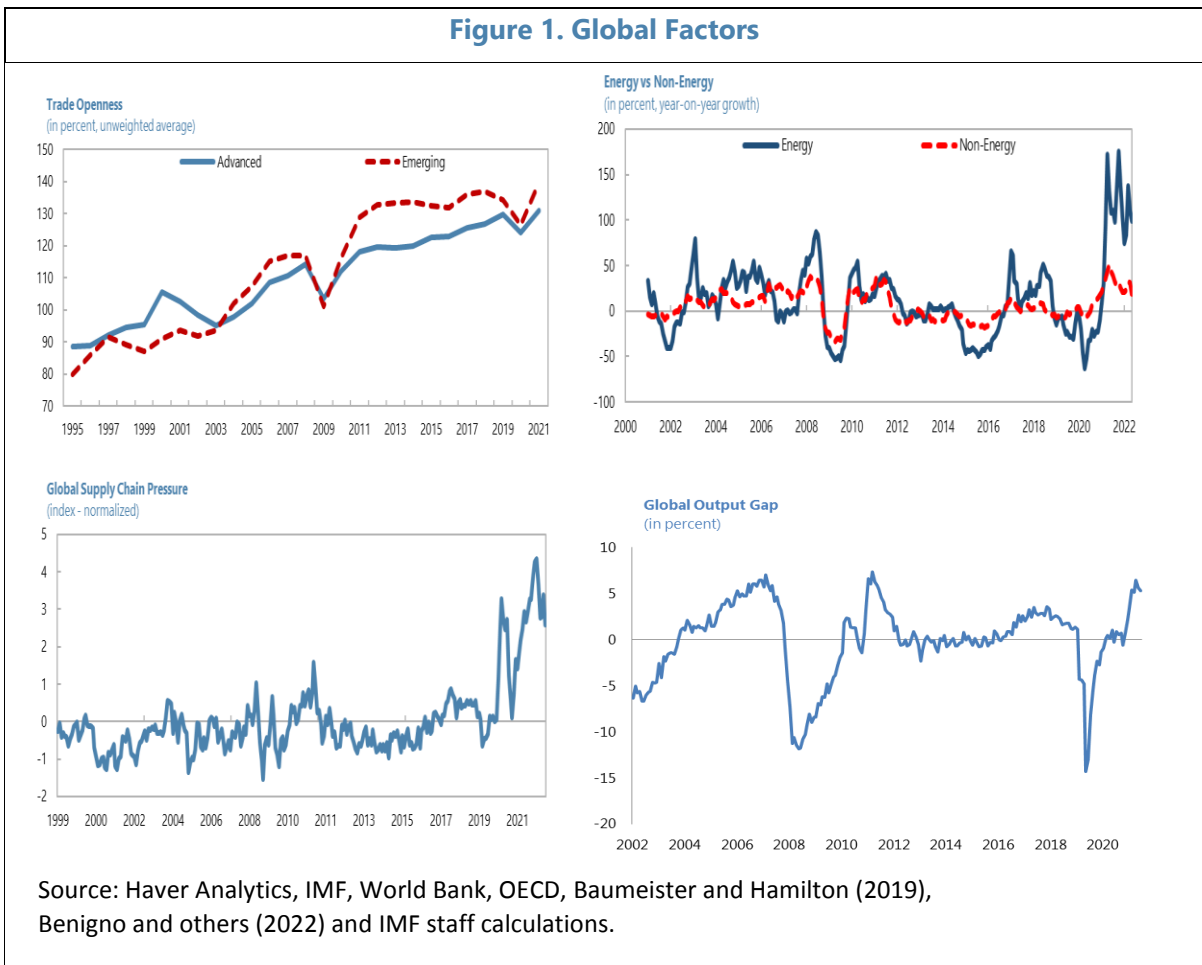 Figure 1. Global Factors
Trade Openness
(in percent, unweighted average)
150
140
130
120
110
100
90
80
70
Advanced
Emerging
1995 1997 1999 2001 2003 2005 2007 2009 2011 2013 2015 2017 2019 2021
Energy vs Non-Energy
(in percent, year-on-year growth)
200
150
100
50
0
-50
-100
Energy
Non-Energy
2000 2002 2004 2006 2008 2010 2012 2014 2016 2018 2020 2022
Global Supply Chain Pressure
(index - normalized)
5
4
3
2
1
0
-1
-2
1999 2000 2002 2004 2006 2008 2010 2011 2013 2015 2017 2019 2021
Global Output Gap
(in percent)
10
5
0
-5
-10
-15
-20
2002 2004 2006 2008 2010 2012 2014 2016 2018 2020
Source: Haver Analytics, IMF, World Bank, OECD, Baumeister and Hamilton (2019),
Benigno and others (2022) and IMF staff calculations.